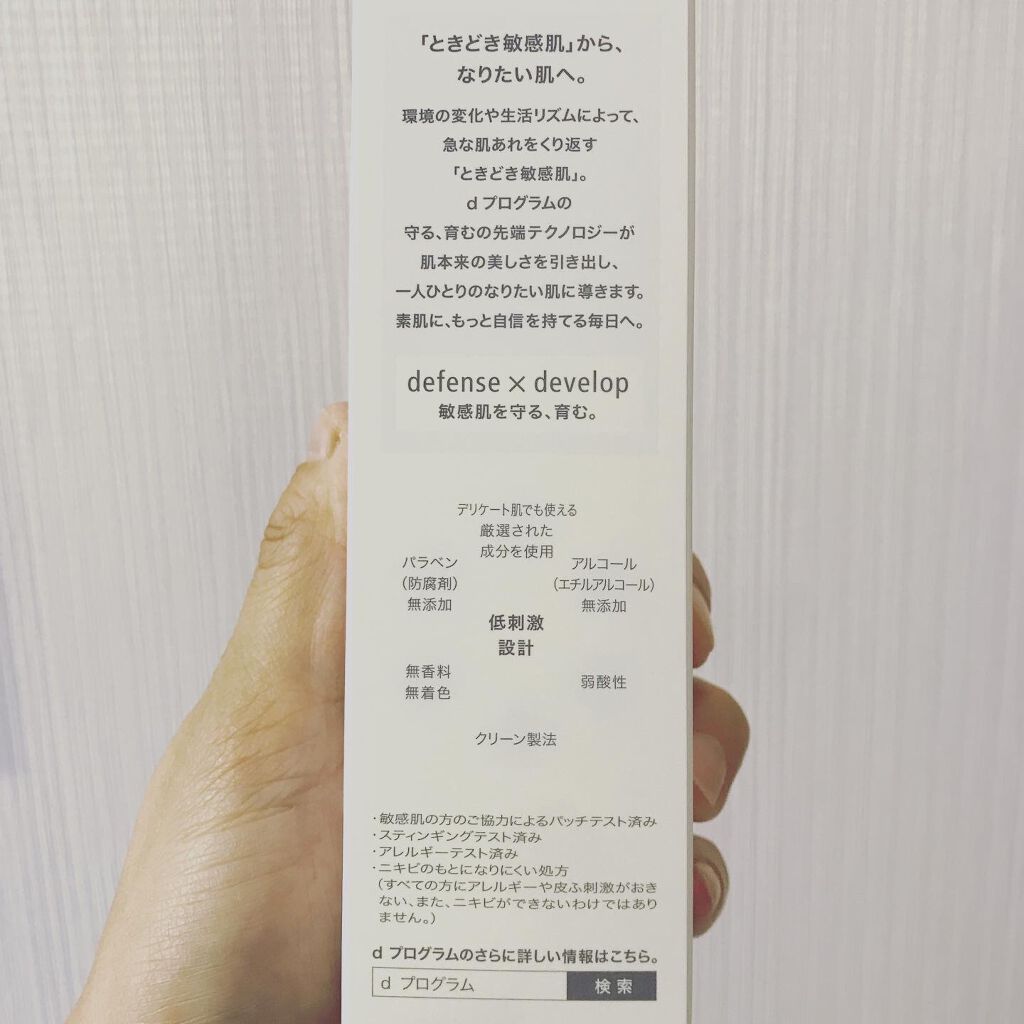 「ときどき敏感肌」から、
なりたい肌へ。
環境の変化や生活リズムによって、
急な肌あれをくり返す
「ときどき敏感肌」。
d プログラムの
守る、育むの先端テクノロジーが
肌本来の美しさを引き出し、
一人ひとりのなりたい肌に導きます。
素肌に、もっと自信を持てる毎日へ。
defense × develop
敏感肌を守る、育む。
デリケート肌でも使える
厳選された
成分を使用
パラベン
(防腐剤)
無添加
アルコール
(エチルアルコール)
無添加
低刺激
設計
無香料
無着色
弱酸性
クリーン製法
・敏感肌の方のご協力によるパッチテスト済み
・スティンギングテスト済み
・アレルギーテスト済み
・ニキビのもとになりにくい処方
(すべての方にアレルギーや皮ふ刺激がおき
ない、また、ニキビができないわけではあり
ません。)
d プログラムのさらに詳しい情報はこちら。
d プログラム 検索